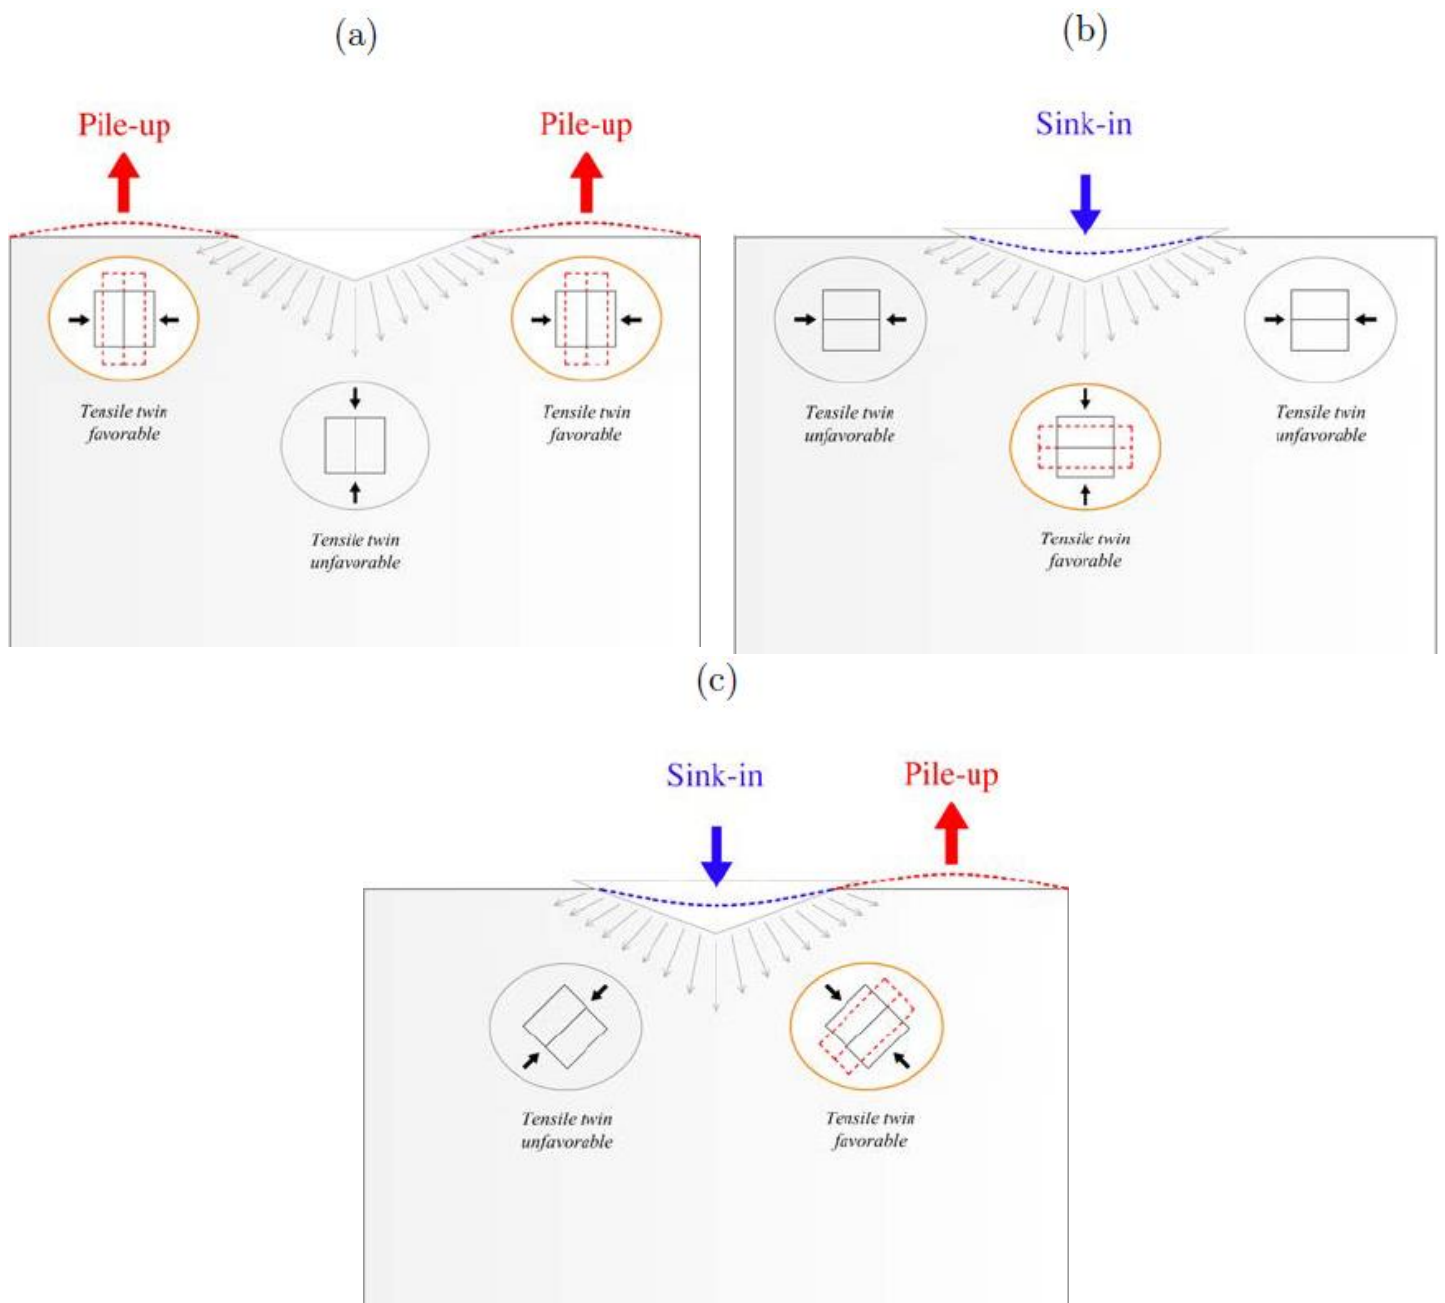 (a)
Pile-up
Pile-up
Tensile twin
favorable
Tensile twin
favorable
Tensile twin
unfavorable
(b)
Sink-in
Tensile twin
unfavorable
Tensile twin
unfavorable
Tensile twin
favorable
(c)
Sink-in
Pile-up
Tensile twin
unfavorable
Tensile twin
favorable